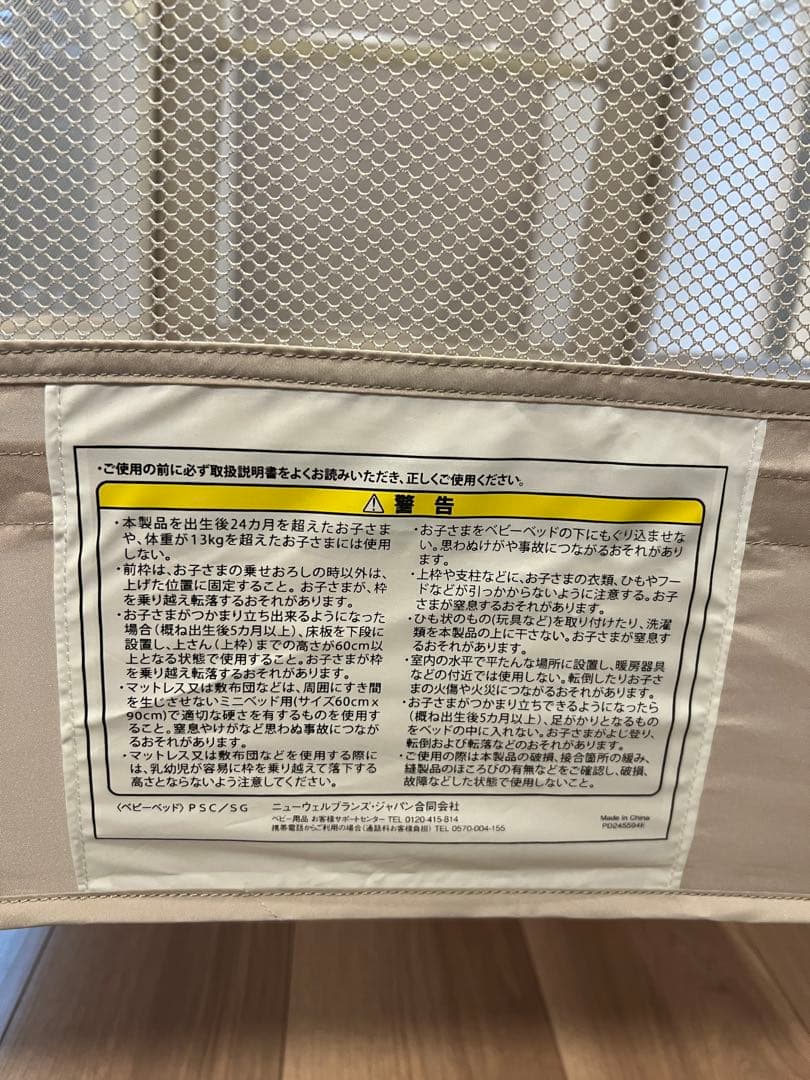 ・ご使用の前に必ず取扱説明書をよくお読みいただき、正しくご使用ください。
⚠ 警 告
・本製品を出生後24カ月を超えたお子さま
や、体重が13kgを超えたお子さまには使用
しない。
・前枠は、お子さまの乗せおろしの時以外は、
上げた位置に固定すること。お子さまが、枠
を乗り越え転落するおそれがあります。
・お子さまがつかまり立ち出来るようになった
場合(概ね出生後5カ月以上)、床板を下段に
設置し、上さん(上枠)までの高さが60cm以
上となる状態で使用すること。お子さまが枠
を乗り越え転落するおそれがあります。
・マットレス又は敷布団などは、周囲にすき間
を生じさせないミニベッド用(サイズ60cm×
90cm)で適切な硬さを有するものを使用す
ること。窒息やけがなど思わぬ事故につなが
るおそれがあります。
・マットレス又は敷布団などを使用する際に
は、乳幼児が容易に枠を乗り越えて落下する
高さとならないよう注意してください。
・お子さまをベビーベッドの下にもぐり込ませな
い。思わぬけがや事故につながるおそれがあり
ます。
・上枠や支柱などに、お子さまの衣類、ひもやフー
ドなどが引っかからないように注意する。お子
さまが窒息するおそれがあります。
・ひも状のもの(玩具など)を取り付けたり、洗濯
類を本製品の上に干さない。お子さまが窒息す
るおそれがあります。
・室内の水平で平たんな場所に設置し、暖房器具
などの付近では使用しない。転倒したりお子さ
まの火傷や火災につながるおそれがあります。
・お子さまがつかまり立ちできるようになったら
(概ね出生後5カ月以上)、足がかりとなるもの
をベッドの中に入れない。お子さまがよじ登り、
転倒および転落などのおそれがあります。
・ご使用の際は本製品の破損、接合箇所の緩み、
縫製品のほころびの有無などをご確認し、破損、
故障などした状態で使用しないこと。
〈ベビーベッド〉PSC/SG ニューウェルブランズ・ジャパン合同会社
ベビー用品 お客様サポートセンター TEL 0120-415-814
携帯電話からご利用の場合(通話料お客様負担) TEL 0570-004-155
Made in China
PD245594E